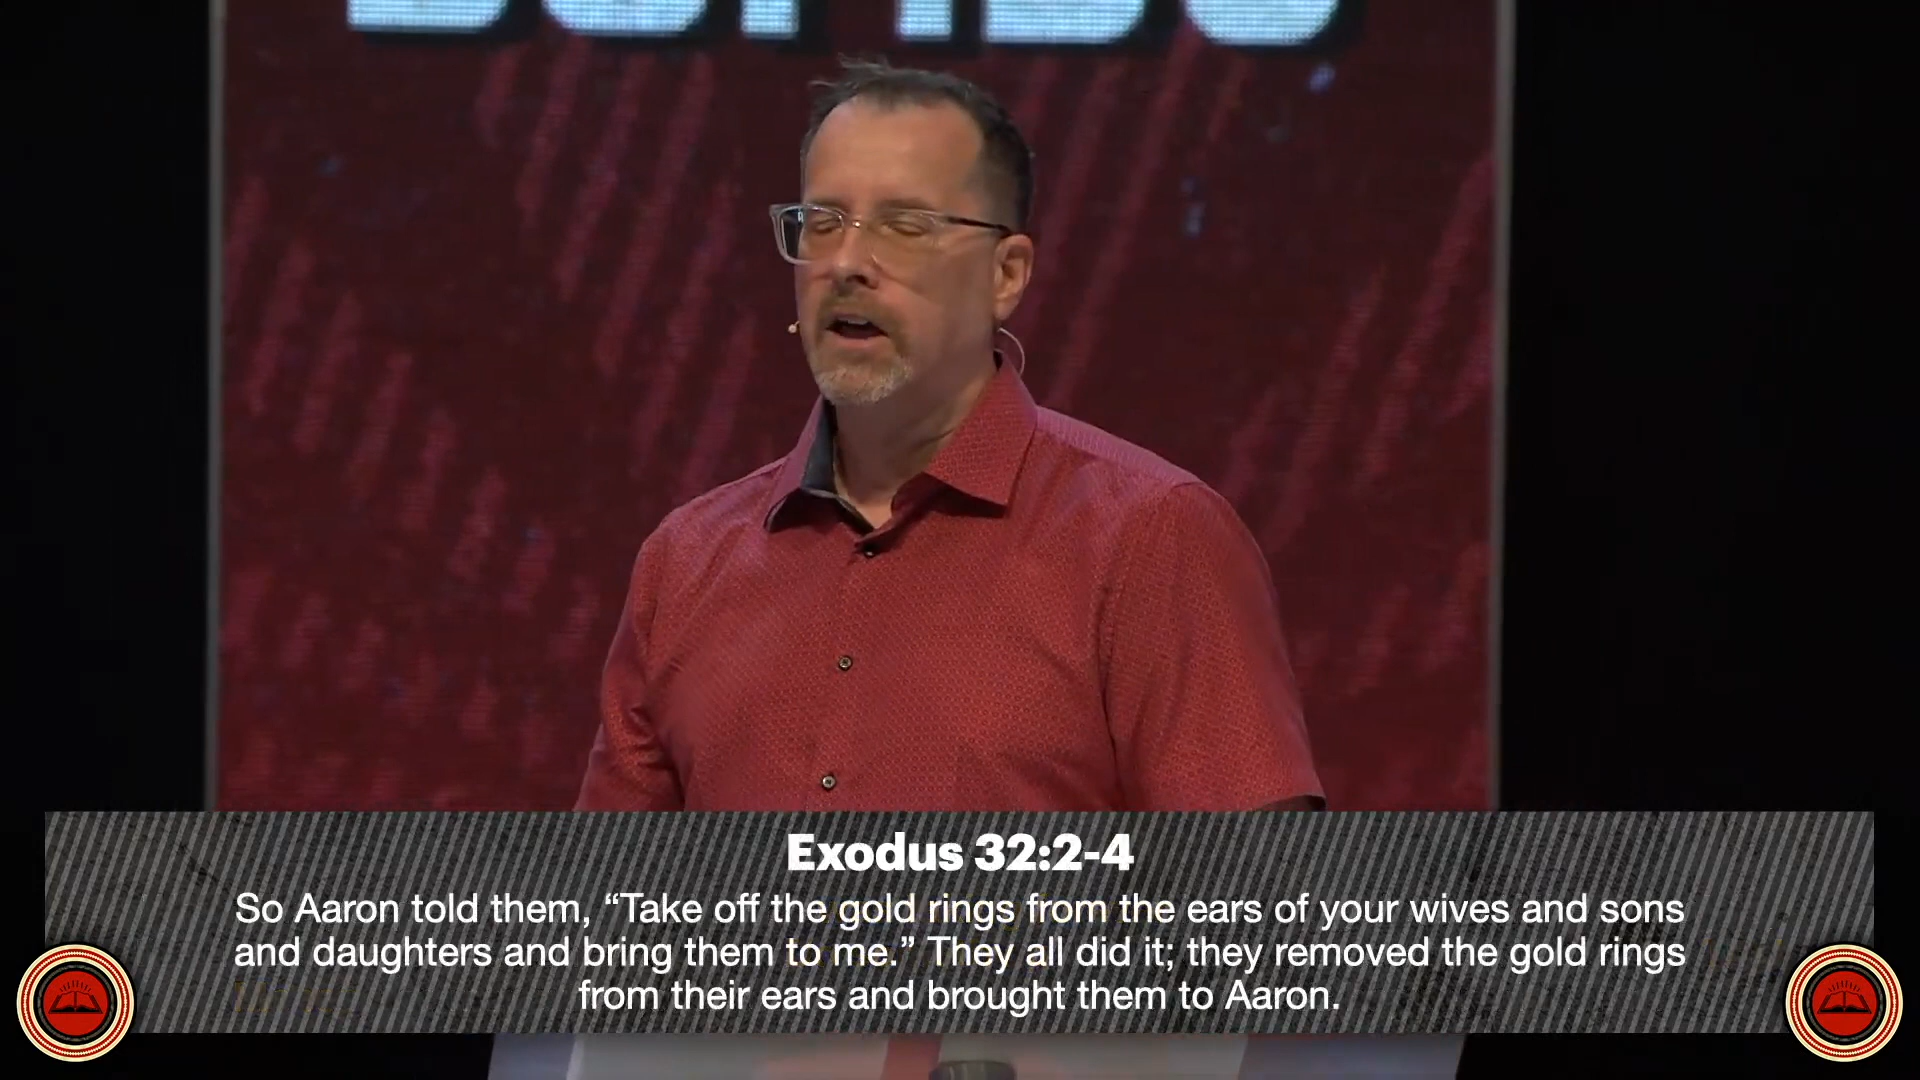 Exodus 32:2-4
So Aaron told them, “Take off the gold rings from the ears of your wives and sons
and daughters and bring them to me.” They all did it; they removed the gold rings
from their ears and brought them to Aaron.